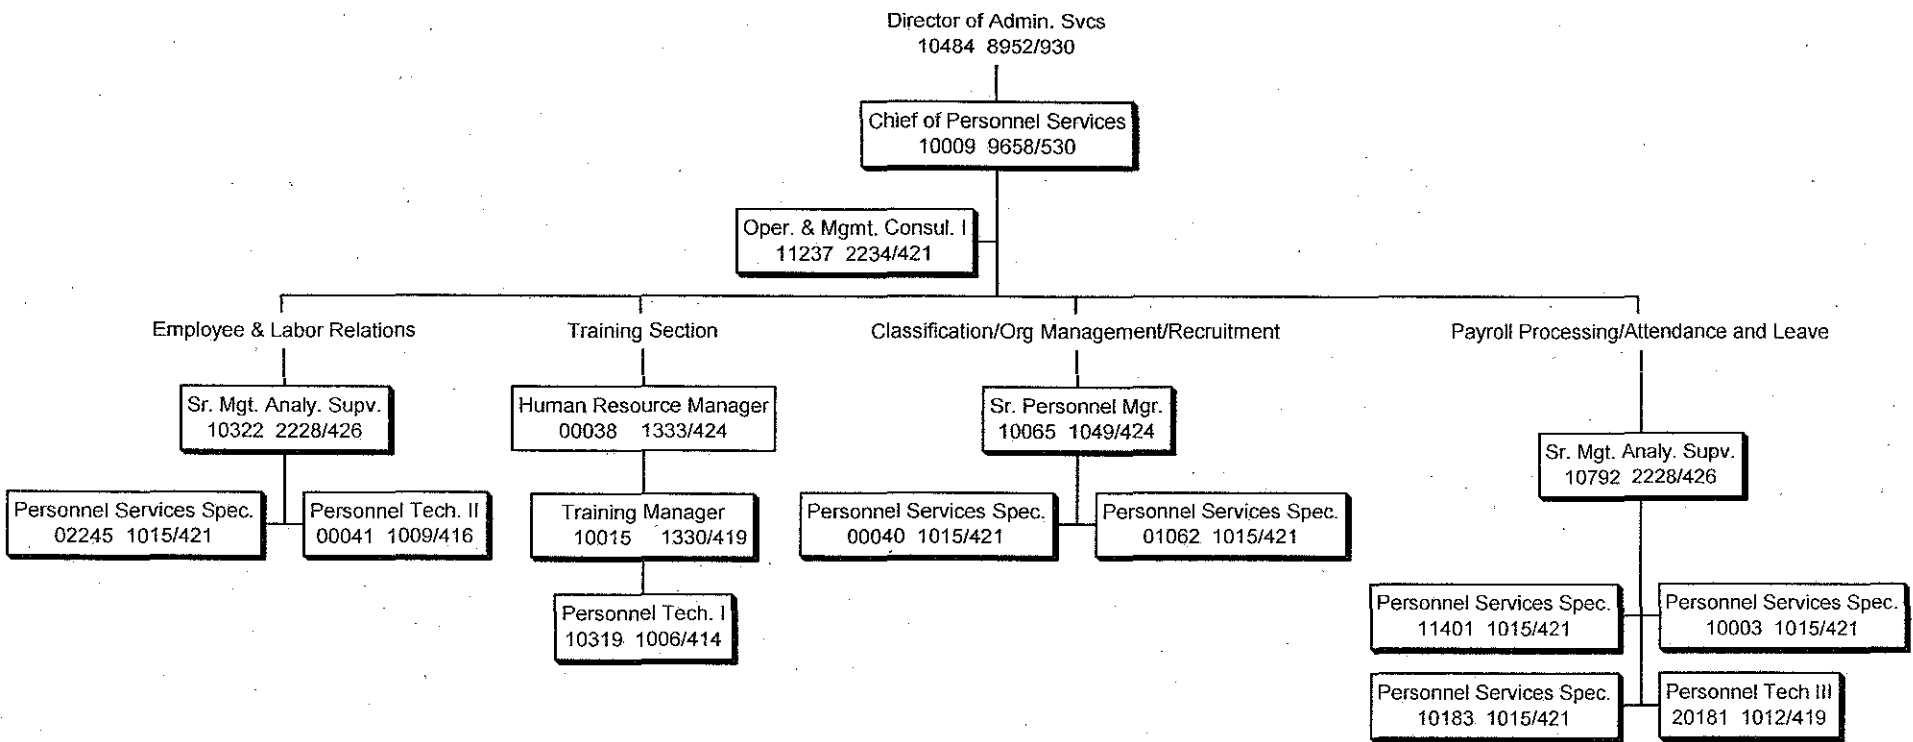 Director of Admin. Svcs
10484 8952/930
Chief of Personnel Services
10009 9658/530
Oper. & Mgmt. Consul. I
11237 2234/421
Employee & Labor Relations
Training Section
Classification/Org Management/Recruitment
Payroll Processing/Attendance and Leave
Sr. Mgt. Analy. Supv.
10322 2228/426
Human Resource Manager
00038 1333/424
Sr. Personnel Mgr.
10065 1049/424
Sr. Mgt. Analy. Supv.
10792 2228/426
Personnel Services Spec.
02245 1015/421
Personnel Tech. II
00041 1009/416
Training Manager
10015 1330/419
Personnel Services Spec.
00040 1015/421
Personnel Services Spec.
01062 1015/421
Personnel Tech. I
10319 1006/414
Personnel Services Spec.
11401 1015/421
Personnel Services Spec.
10003 1015/421
Personnel Services Spec.
10183 1015/421
Personnel Tech III
20181 1012/419